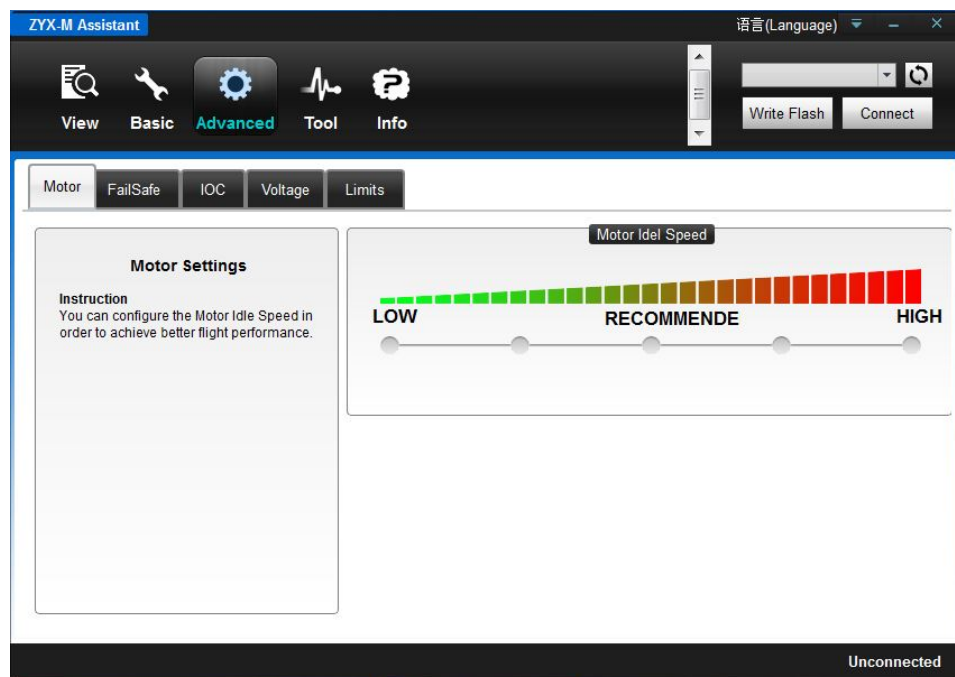 ZYX-M Assistant
语言(Language)
View Basic Advanced Tool Info
Write Flash Connect
Motor FailSafe IOC Voltage Limits
Motor Settings
Instruction
You can configure the Motor Idle Speed in
order to achieve better flight performance.
Motor Idel Speed
LOW RECOMMENDE HIGH
Unconnected